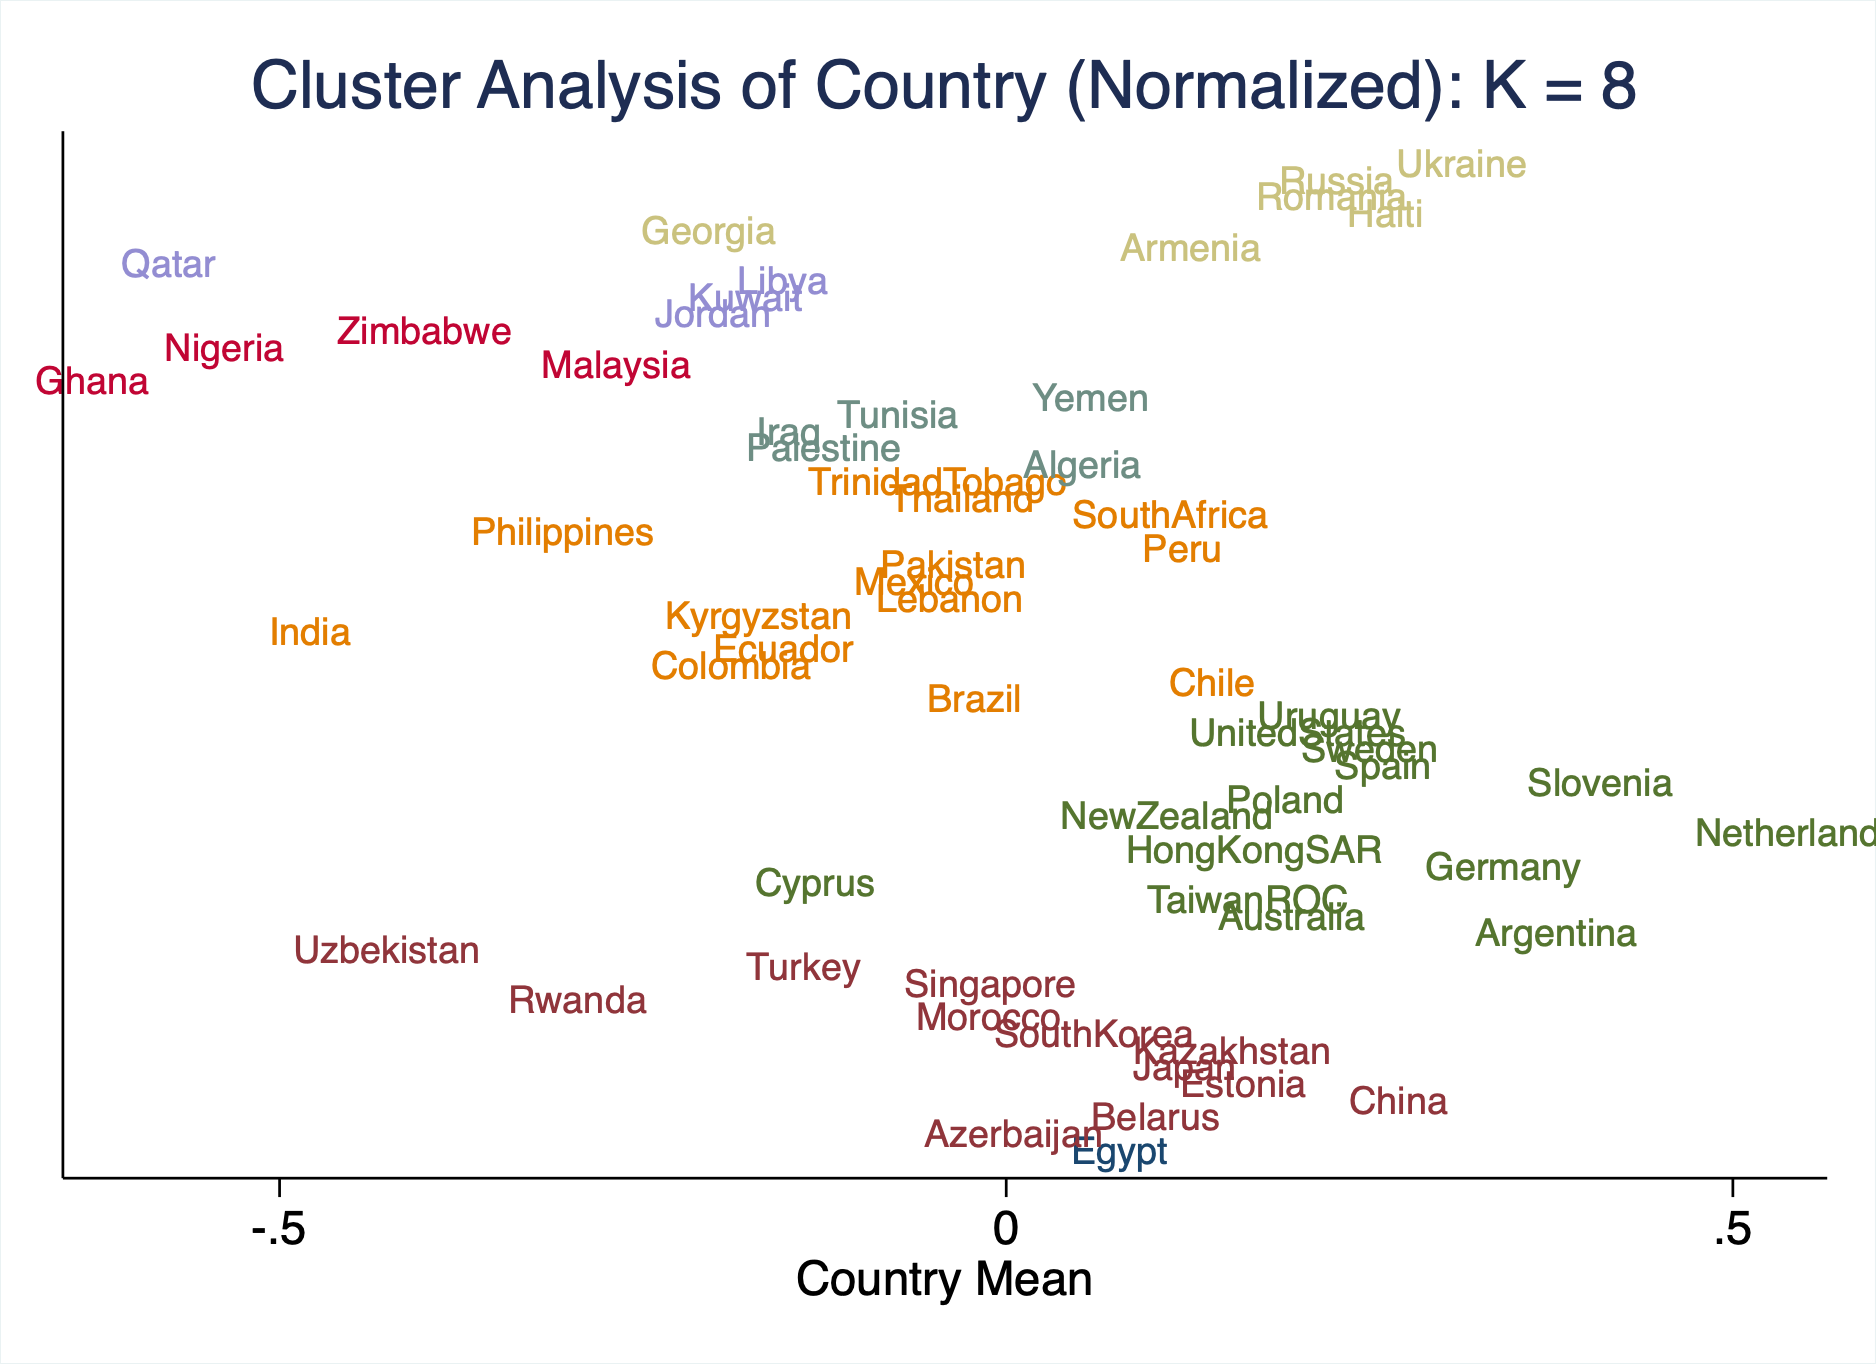 Cluster Analysis of Country (Normalized): K = 8
Ukraine
Russia
Romania
Haiti
Georgia
Armenia
Qatar
Libya
Kuwait
Jordan
Zimbabwe
Nigeria
Malaysia
Ghana
Yemen
Tunisia
Iraq
Palestine
Algeria
TrinidadTobago
Thailand
SouthAfrica
Philippines
Peru
Pakistan
Mexico
Lebanon
Kyrgyzstan
India
Ecuador
Colombia
Chile
Brazil
Uruguay
UnitedStates
Sweden
Spain
Slovenia
Poland
NewZealand
Netherland
HongKongSAR
Germany
Cyprus
TaiwanROC
Australia
Argentina
Uzbekistan
Turkey
Singapore
Rwanda
Morocco
SouthKorea
Kazakhstan
Japan
Estonia
China
Belarus
Azerbaijan
Egypt
-.5 0 .5
Country Mean